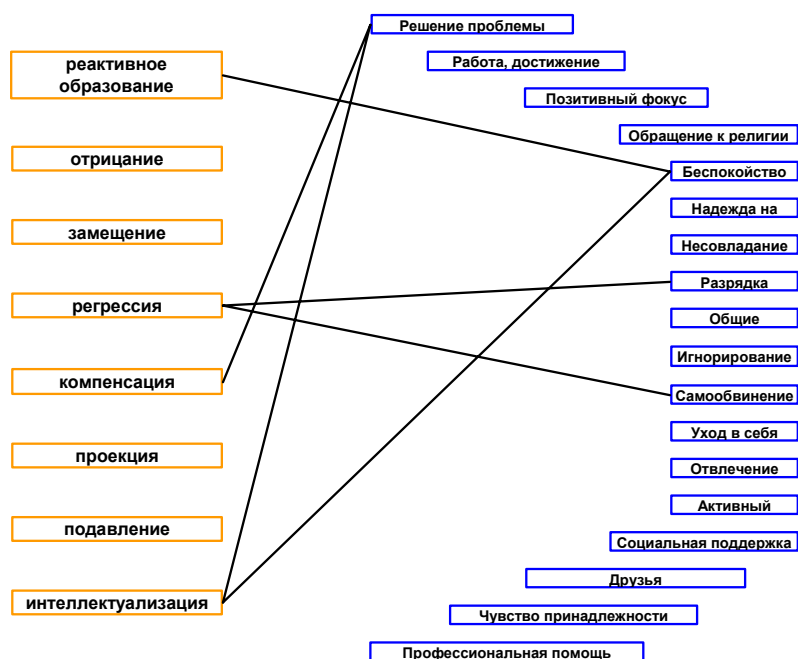 реактивное
образование
отрицание
замещение
регрессия
компенсация
проекция
подавление
интеллектуализация
Решение проблемы
Работа, достижение
Позитивный фокус
Обращение к религии
Беспокойство
Надежда на
Несовладание
Разрядка
Общие
Игнорирование
Самообвинение
Уход в себя
Отвлечение
Активный
Социальная поддержка
Друзья
Чувство принадлежности
Профессиональная помощь